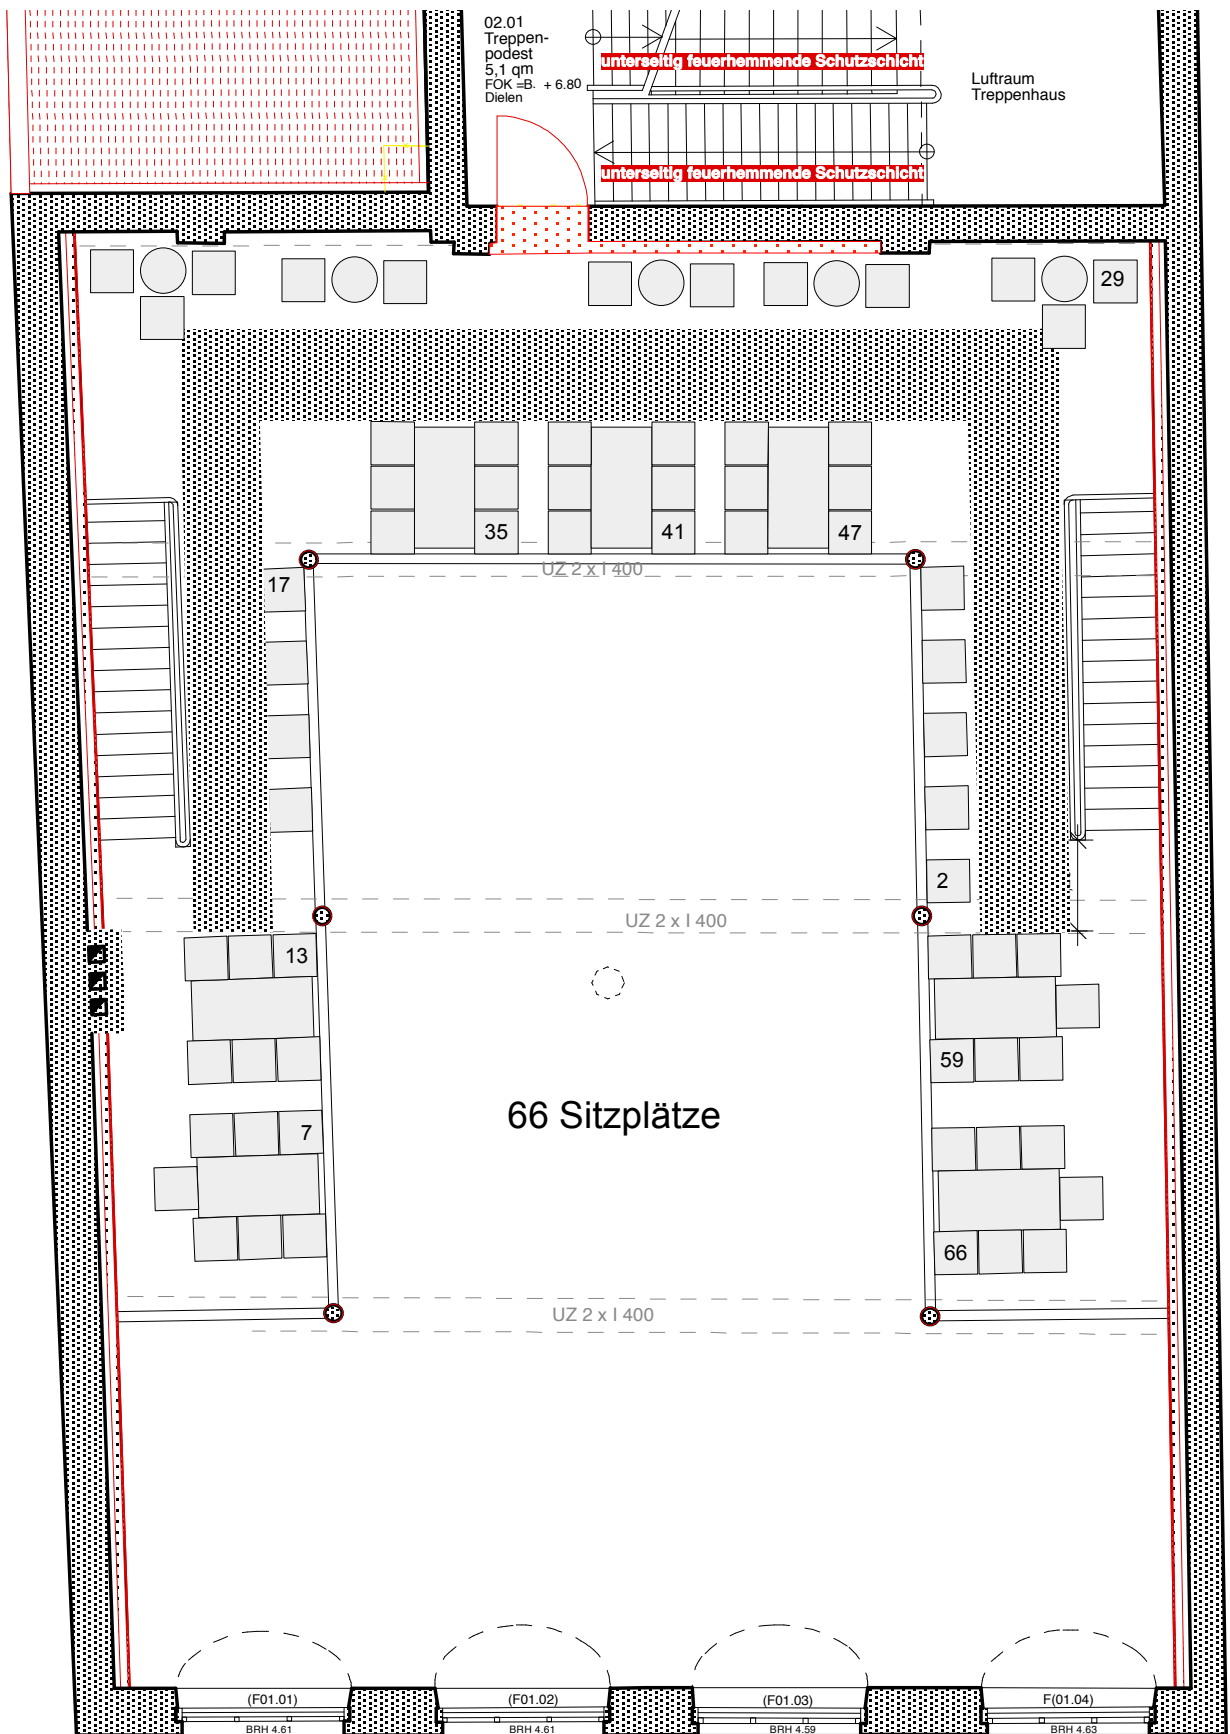 02.01
Treppen-
podest
5,1 qm
FOK =B. + 6.80
Dielen
unterseitig feuerhemmende Schutzschicht
Luftraum
Treppenhaus
unterseitig feuerhemmende Schutzschicht
29
35
41
47
UZ 2 x I 400
17
2
UZ 2 x I 400
13
59
66 Sitzplätze
7
66
UZ 2 x I 400
(F01.01)
(F01.02)
(F01.03)
F(01.04)
BRH 4.61
BRH 4.61
BRH 4.59
BRH 4.63